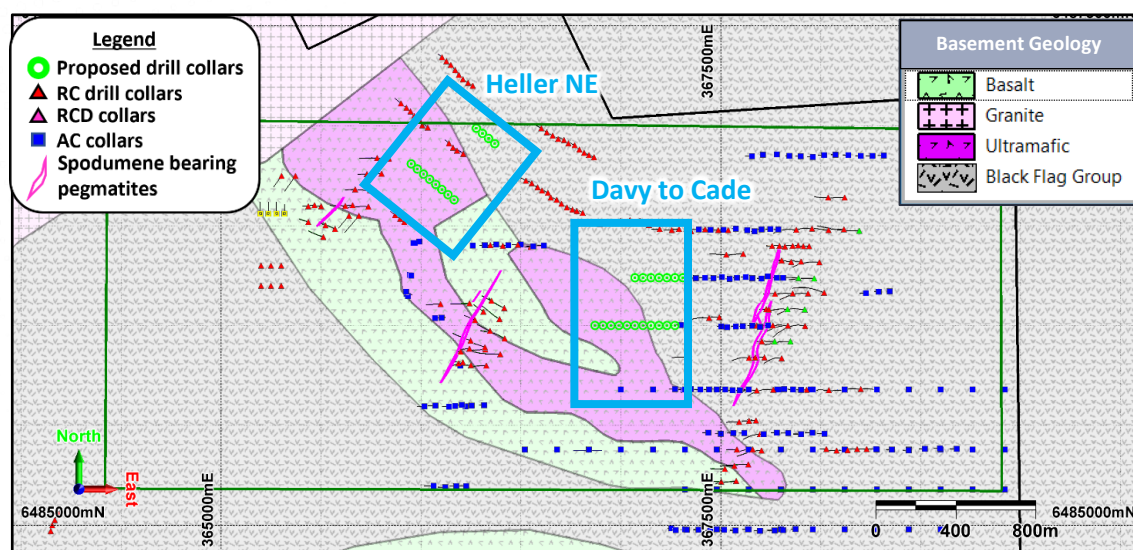 Legend
Proposed drill collars
RC drill collars
RCD collars
AC collars
Spodumene bearing
pegmatites
Heller NE
Davy to Cade
367500mE
6487000mN
Basement Geology
Basalt
Granite
Ultramafic
Black Flag Group
North
East
6485000mN
365000mE
367500mE
6485000mN
0 400 800m